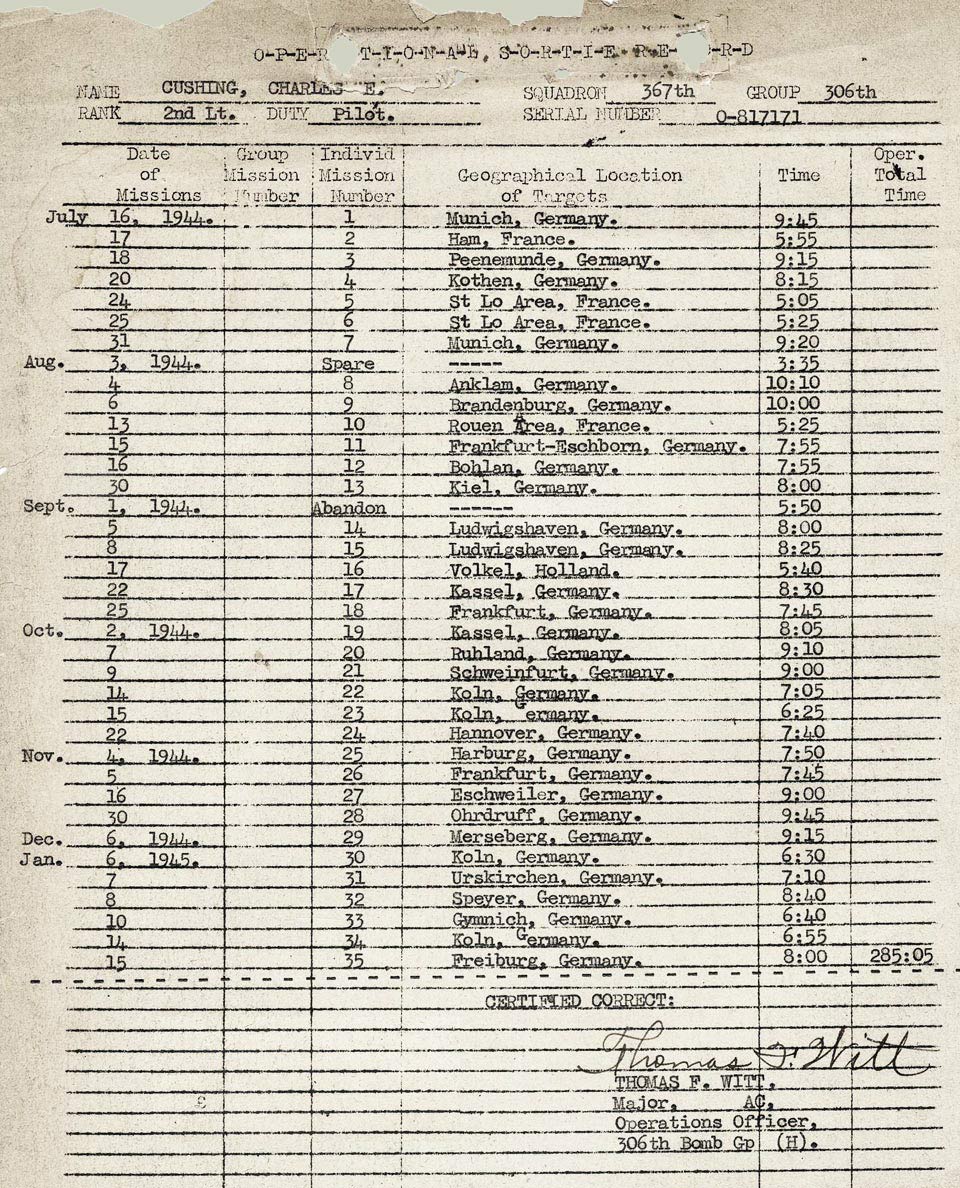 O-P-E-R T-I-O-N-A-L S-O-R-T-I-E R-E- R-D
NAME CUSHING, CHARLES E. SQUADRON 367th GROUP 306th
RANK 2nd Lt. DUTY Pilot. SERIAL NUMBER O-817171
Date Group Individ Oper.
of Mission Mission Geographical Location Time Total
Missions Number Number of Targets Time
July 16, 1944. 1 Munich, Germany. 9:45
17 2 Ham, France. 5:55
18 3 Peenemunde, Germany. 9:15
20 4 Kothen, Germany. 8:15
24 5 St Lo Area, France. 5:05
25 6 St Lo Area, France. 5:25
31 7 Munich, Germany. 9:20
Aug. 3, 1944. Spare ----- 3:35
4 8 Anklam, Germany. 10:10
6 9 Brandenburg, Germany. 10:00
13 10 Rouen Area, France. 5:25
15 11 Frankfurt-Eschborn, Germany. 7:55
16 12 Bohlan, Germany. 7:55
30 13 Kiel, Germany. 8:00
Sept. 1, 1944. Abandon ------ 5:50
5 14 Ludwigshaven, Germany. 8:00
8 15 Ludwigshaven, Germany. 8:25
17 16 Volkel, Holland. 5:40
22 17 Kassel, Germany. 8:30
25 18 Frankfurt, Germany. 7:45
Oct. 2, 1944. 19 Kassel, Germany. 8:05
7 20 Ruhland, Germany. 9:10
9 21 Schweinfurt, Germany. 9:00
14 22 Koln, Germany. 7:05
15 23 Koln, Germany. 6:25
22 24 Hannover, Germany. 7:40
Nov. 4, 1944. 25 Harburg, Germany. 7:50
5 26 Frankfurt, Germany. 7:45
16 27 Eschweiler, Germany. 9:00
30 28 Ohrdruff, Germany. 9:45
Dec. 6, 1944. 29 Merseberg, Germany. 9:15
Jan. 6, 1945. 30 Koln, Germany. 6:30
7 31 Urskirchen, Germany. 7:10
8 32 Speyer, Germany. 8:40
10 33 Gymnich, Germany. 6:40
14 34 Koln, Germany. 6:55
15 35 Freiburg, Germany. 8:00 285:05
CERTIFIED CORRECT:
Thomas F. Witt
THOMAS F. WITT,
Major, AC,
Operations Officer,
306th Bomb Gp (H).